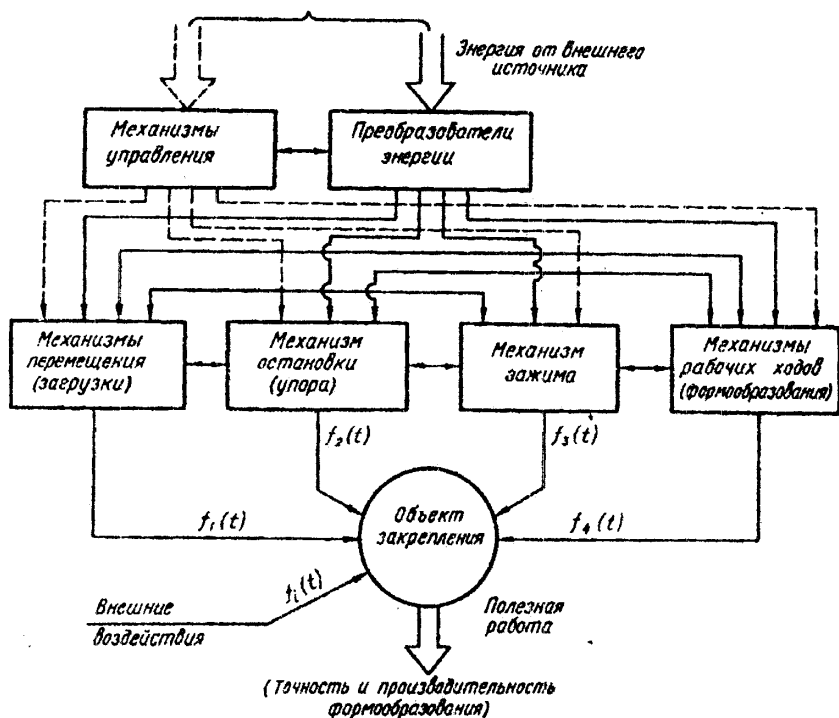 Энергия от внешнего
источника
Механизмы
управления
Преобразователи
энергии
Механизмы
перемещения
(загрузки)
Механизм
остановки
(упора)
Механизм
зажима
Механизмы
рабочих ходов
(формообразования)
f₂(t)
f₃(t)
f₁(t)
Объект
закрепления
f₄(t)
fᵢ(t)
Внешние
воздействия
Полезная
работа
(Точность и производительность
формообразования)